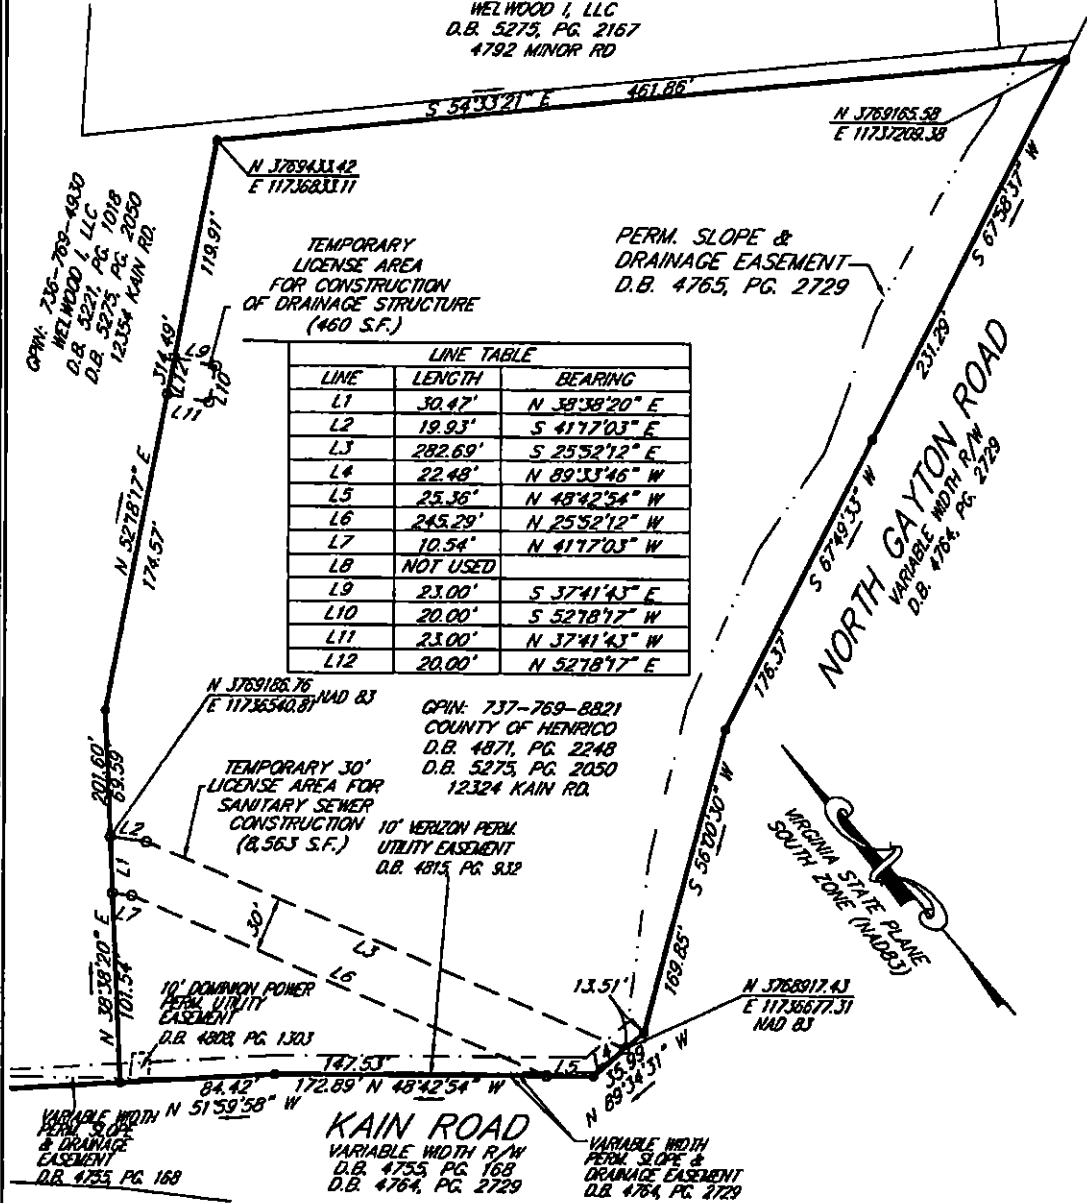 WELWOOD I, LLC
D.B. 5275, PG. 2167
4792 MINOR RD
S 54°33'21" E
461.86'
N 3769165.58
E 11737209.38
N 3769433.42
E 11736833.11
GPIN: 736-769-4930
WELWOOD I, LLC
D.B. 5221, PG. 1018
D.B. 5275, PG. 2050
12354 KAIN RD.
119.91'
TEMPORARY
LICENSE AREA
FOR CONSTRUCTION
OF DRAINAGE STRUCTURE
(460 S.F.)
PERM. SLOPE &
DRAINAGE EASEMENT
D.B. 4765, PG. 2729
S 67°58'37" W
231.29'
314.49'
L9
L12
L10
L11
LINE TABLE
LINE LENGTH BEARING
L1 30.47' N 38°38'20" E
L2 19.93' S 41°17'03" E
L3 282.69' S 25°52'12" E
L4 22.48' N 89°33'46" W
L5 25.36' N 48°42'54" W
L6 245.29' N 25°52'12" W
L7 10.54' N 41°17'03" W
L8 NOT USED
L9 23.00' S 37°41'43" E
L10 20.00' S 52°18'17" W
L11 23.00' N 37°41'43" W
L12 20.00' N 52°18'17" E
N 52°18'17" E
174.57'
S 67°49'33" W
176.37'
NORTH GAYTON ROAD
VARIABLE WIDTH R/W
D.B. 4764, PG. 2729
N 3769186.76
E 11736540.81
NAD 83
GPIN: 737-769-8821
COUNTY OF HENRICO
D.B. 4871, PG. 2248
D.B. 5275, PG. 2050
12324 KAIN RD.
201.60'
69.59'
TEMPORARY 30'
LICENSE AREA FOR
SANITARY SEWER
CONSTRUCTION
(8,563 S.F.)
10' VERIZON PERM.
UTILITY EASEMENT
D.B. 4815, PG. 932
S 56°00'30" W
169.85'
VIRGINIA STATE PLANE
SOUTH ZONE (NAD83)
L2
L1
L7
30'
L3
L6
N 38°38'20" E
101.54'
10' DOMINION POWER
PERM. UTILITY
EASEMENT
D.B. 4808, PG. 1303
13.51'
N 3768917.43
E 11736677.31
NAD 83
147.53'
L5
L4
35.99'
N 89°34'31" W
84.42'
N 51°59'58" W
172.89' N 48°42'54" W
VARIABLE WIDTH
PERM. SLOPE
& DRAINAGE
EASEMENT
D.B. 4755, PG. 168
KAIN ROAD
VARIABLE WIDTH R/W
D.B. 4755, PG. 168
D.B. 4764, PG. 2729
VARIABLE WIDTH
PERM. SLOPE &
DRAINAGE EASEMENT
D.B. 4764, PG. 2729